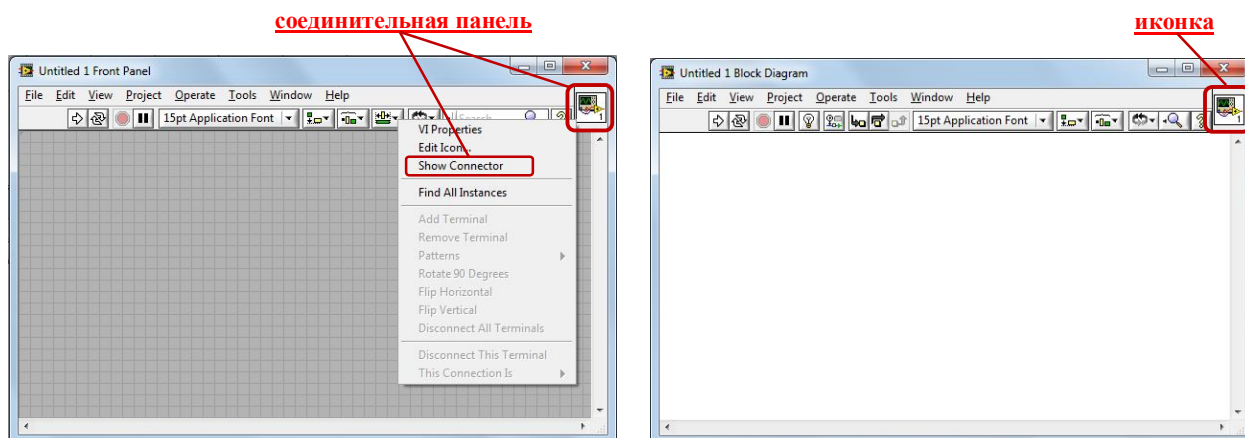 соединительная панель
иконка
Untitled 1 Front Panel
File Edit View Project Operate Tools Window Help
15pt Application Font
Search
1
VI Properties
Edit Icon...
Show Connector
Find All Instances
Add Terminal
Remove Terminal
Patterns
Rotate 90 Degrees
Flip Horizontal
Flip Vertical
Disconnect All Terminals
Disconnect This Terminal
This Connection Is
Untitled 1 Block Diagram
File Edit View Project Operate Tools Window Help
15pt Application Font
1